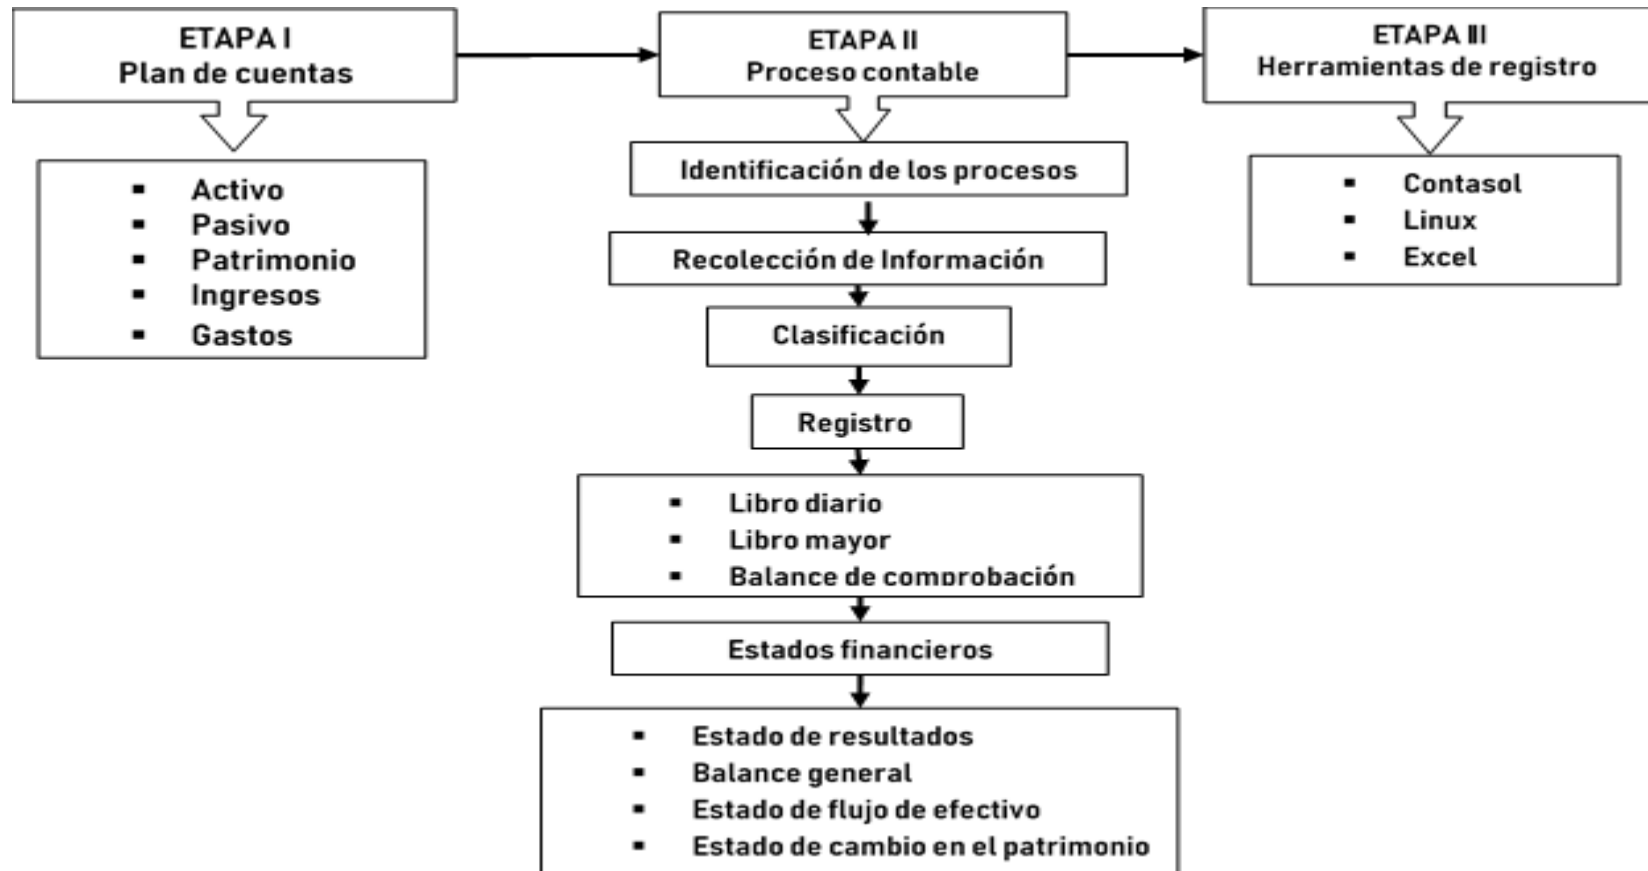 ETAPA I
Plan de cuentas
▪ Activo
▪ Pasivo
▪ Patrimonio
▪ Ingresos
▪ Gastos
ETAPA II
Proceso contable
Identificación de los procesos
Recolección de Información
Clasificación
Registro
▪ Libro diario
▪ Libro mayor
▪ Balance de comprobación
Estados financieros
▪ Estado de resultados
▪ Balance general
▪ Estado de flujo de efectivo
▪ Estado de cambio en el patrimonio
ETAPA III
Herramientas de registro
▪ Contasol
▪ Linux
▪ Excel